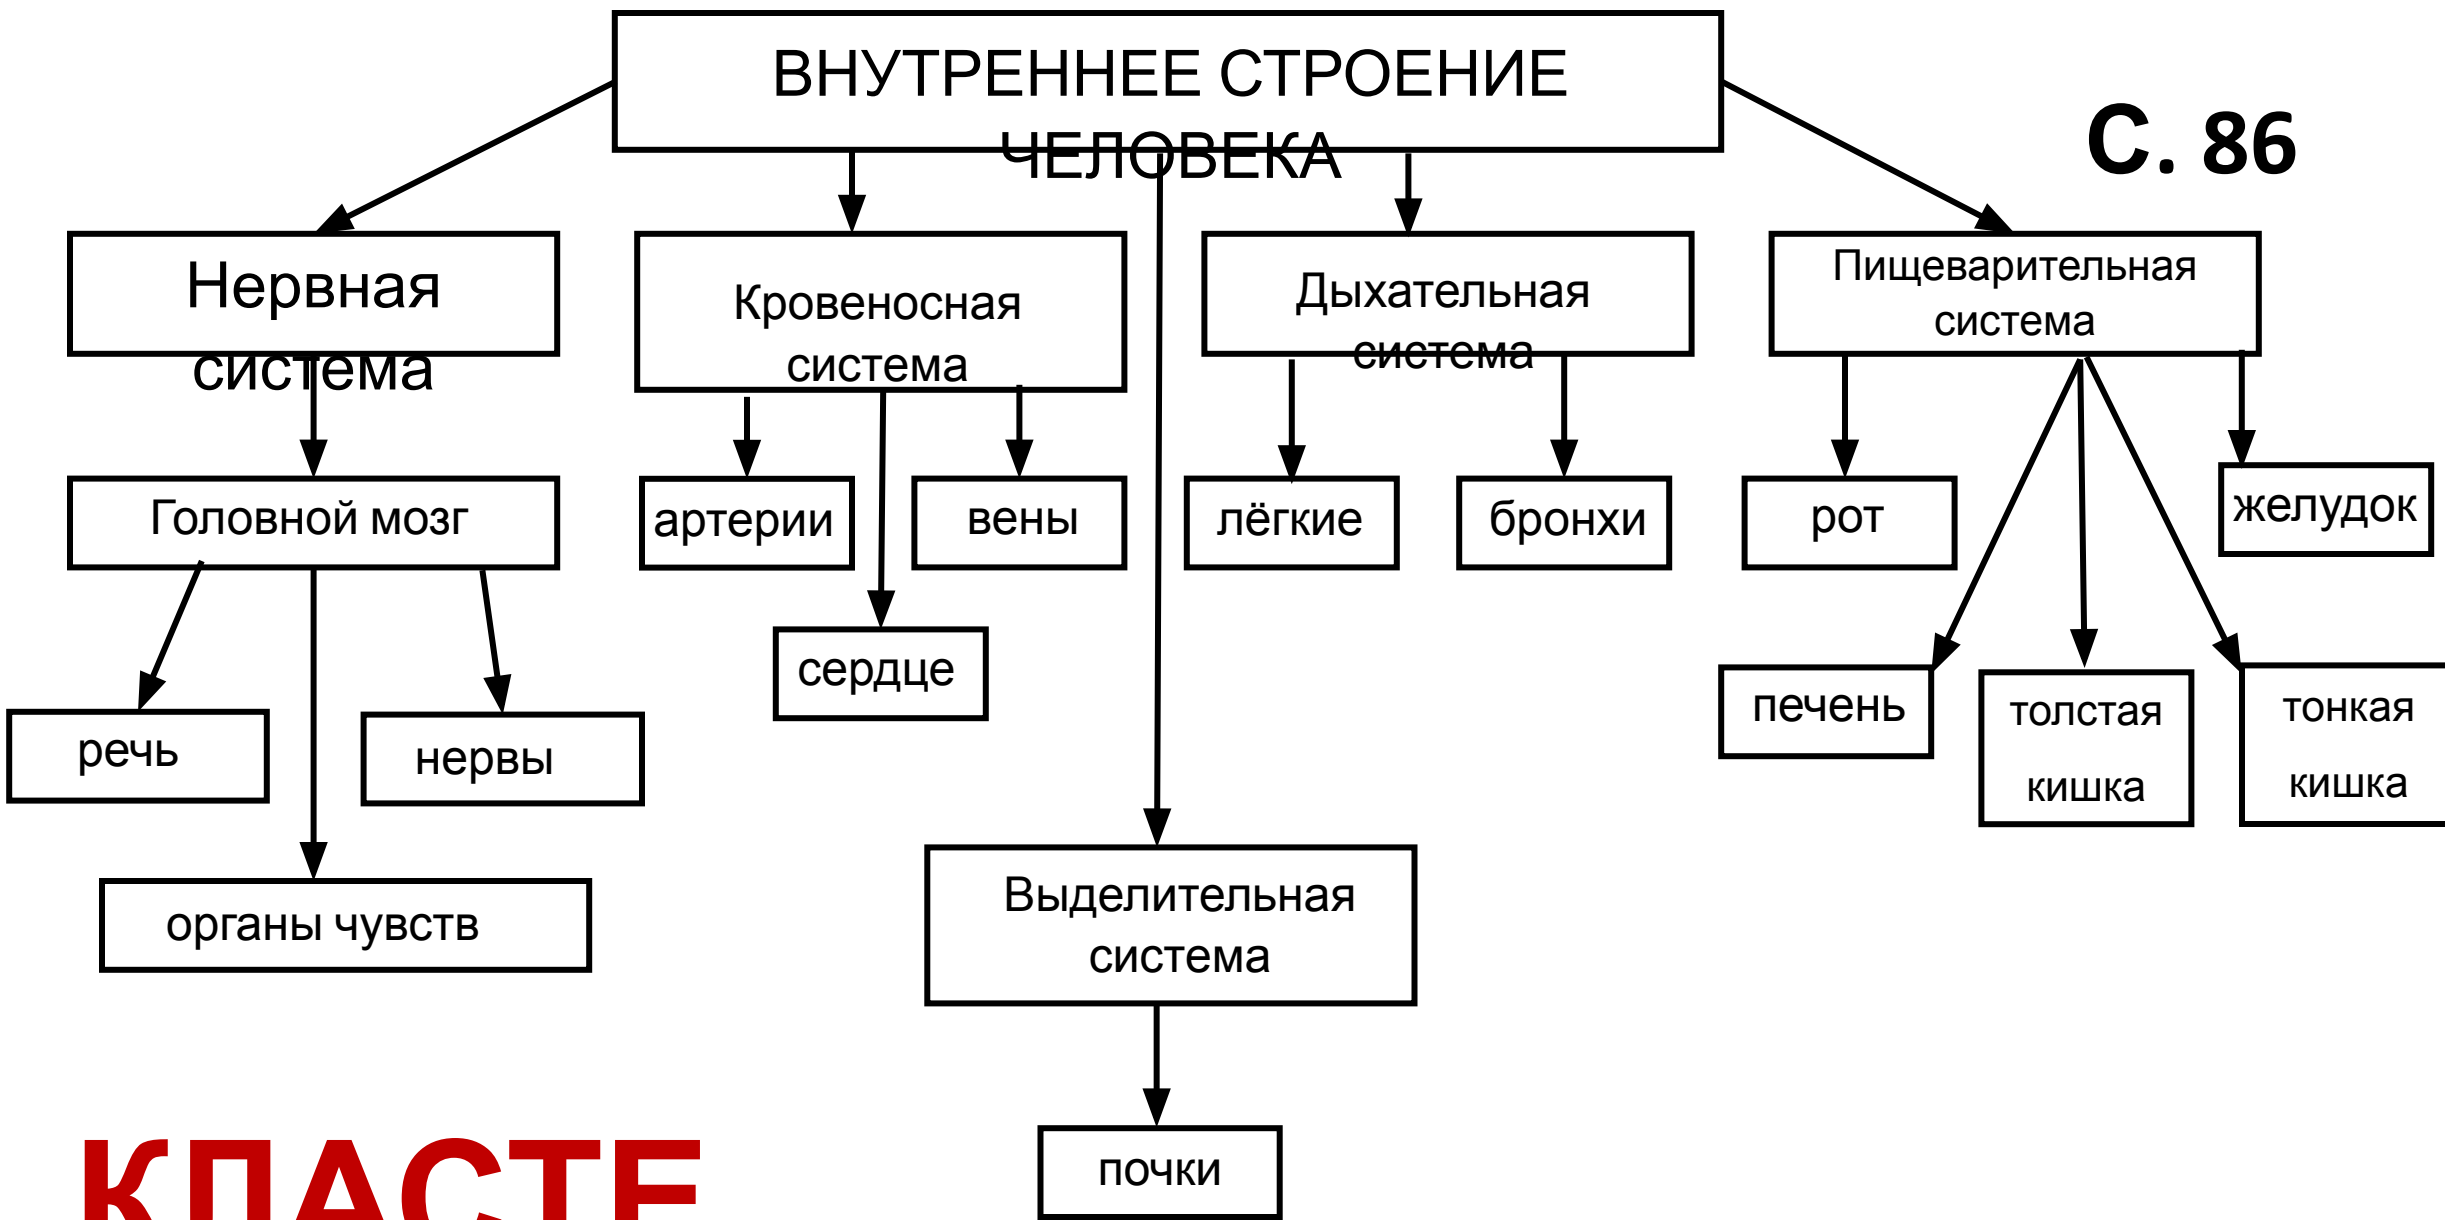 ВНУТРЕННЕЕ СТРОЕНИЕ
ЧЕЛОВЕКА
С. 86
Нервная
система
Кровеносная
система
Дыхательная
система
Пищеварительная
система
Головной мозг
артерии
вены
лёгкие
бронхи
рот
желудок
сердце
печень
толстая
кишка
тонкая
кишка
речь
нервы
органы чувств
Выделительная
система
почки
КЛАСТЕ